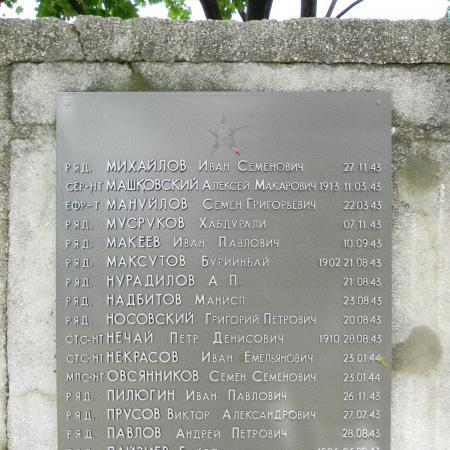 РЯД. МИХАЙЛОВ ИВАН СЕМЕНОВИЧ 27.11.43
СЕР-НТ МАШКОВСКИЙ АЛЕКСЕЙ МАКАРОВИЧ 1913 11.03.43
ЕФР-Т МАНУЙЛОВ СЕМЕН ГРИГОРЬЕВИЧ 22.03.43
РЯД. МУСРУКОВ ХАБДУРАЛИ 07.11.43
РЯД. МАКЕЕВ ИВАН ПАВЛОВИЧ 10.09.43
РЯД. МАКСУТОВ БУРИИНБАЙ 1902 21.08.43
РЯД. НУРАДИЛОВ А. П. 21.08.43
РЯД. НАДБИТОВ МАНИСП. 23.08.43
РЯД. НОСОВСКИЙ ГРИГОРИЙ ПЕТРОВИЧ 20.08.43
СТ.С-НТ НЕЧАЙ ПЕТР ДЕНИСОВИЧ 1910 28.08.43
СТ.С-НТ НЕКРАСОВ ИВАН ЕМЕЛЬЯНОВИЧ 23.01.44
МЛ.С-НТ ОВСЯННИКОВ СЕМЕН СЕМЕНОВИЧ 23.01.44
РЯД. ПИЛЮГИН ИВАН ПАВЛОВИЧ 26.11.43
РЯД. ПРУСОВ ВИКТОР АЛЕКСАНДРОВИЧ 27.07.43
РЯД. ПАВЛОВ АНДРЕЙ ПЕТРОВИЧ 28.08.43
РЯД.